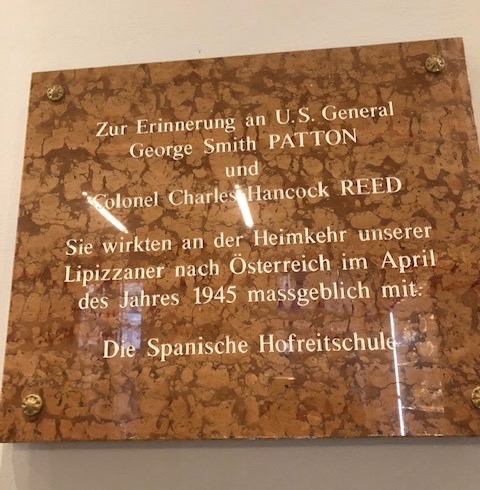 Zur Erinnerung an U.S. General
George Smith PATTON
und
Colonel Charles Hancock REED
Sie wirkten an der Heimkehr unserer
Lipizzaner nach Österreich im April
des Jahres 1945 massgeblich mit.
Die Spanische Hofreitschule